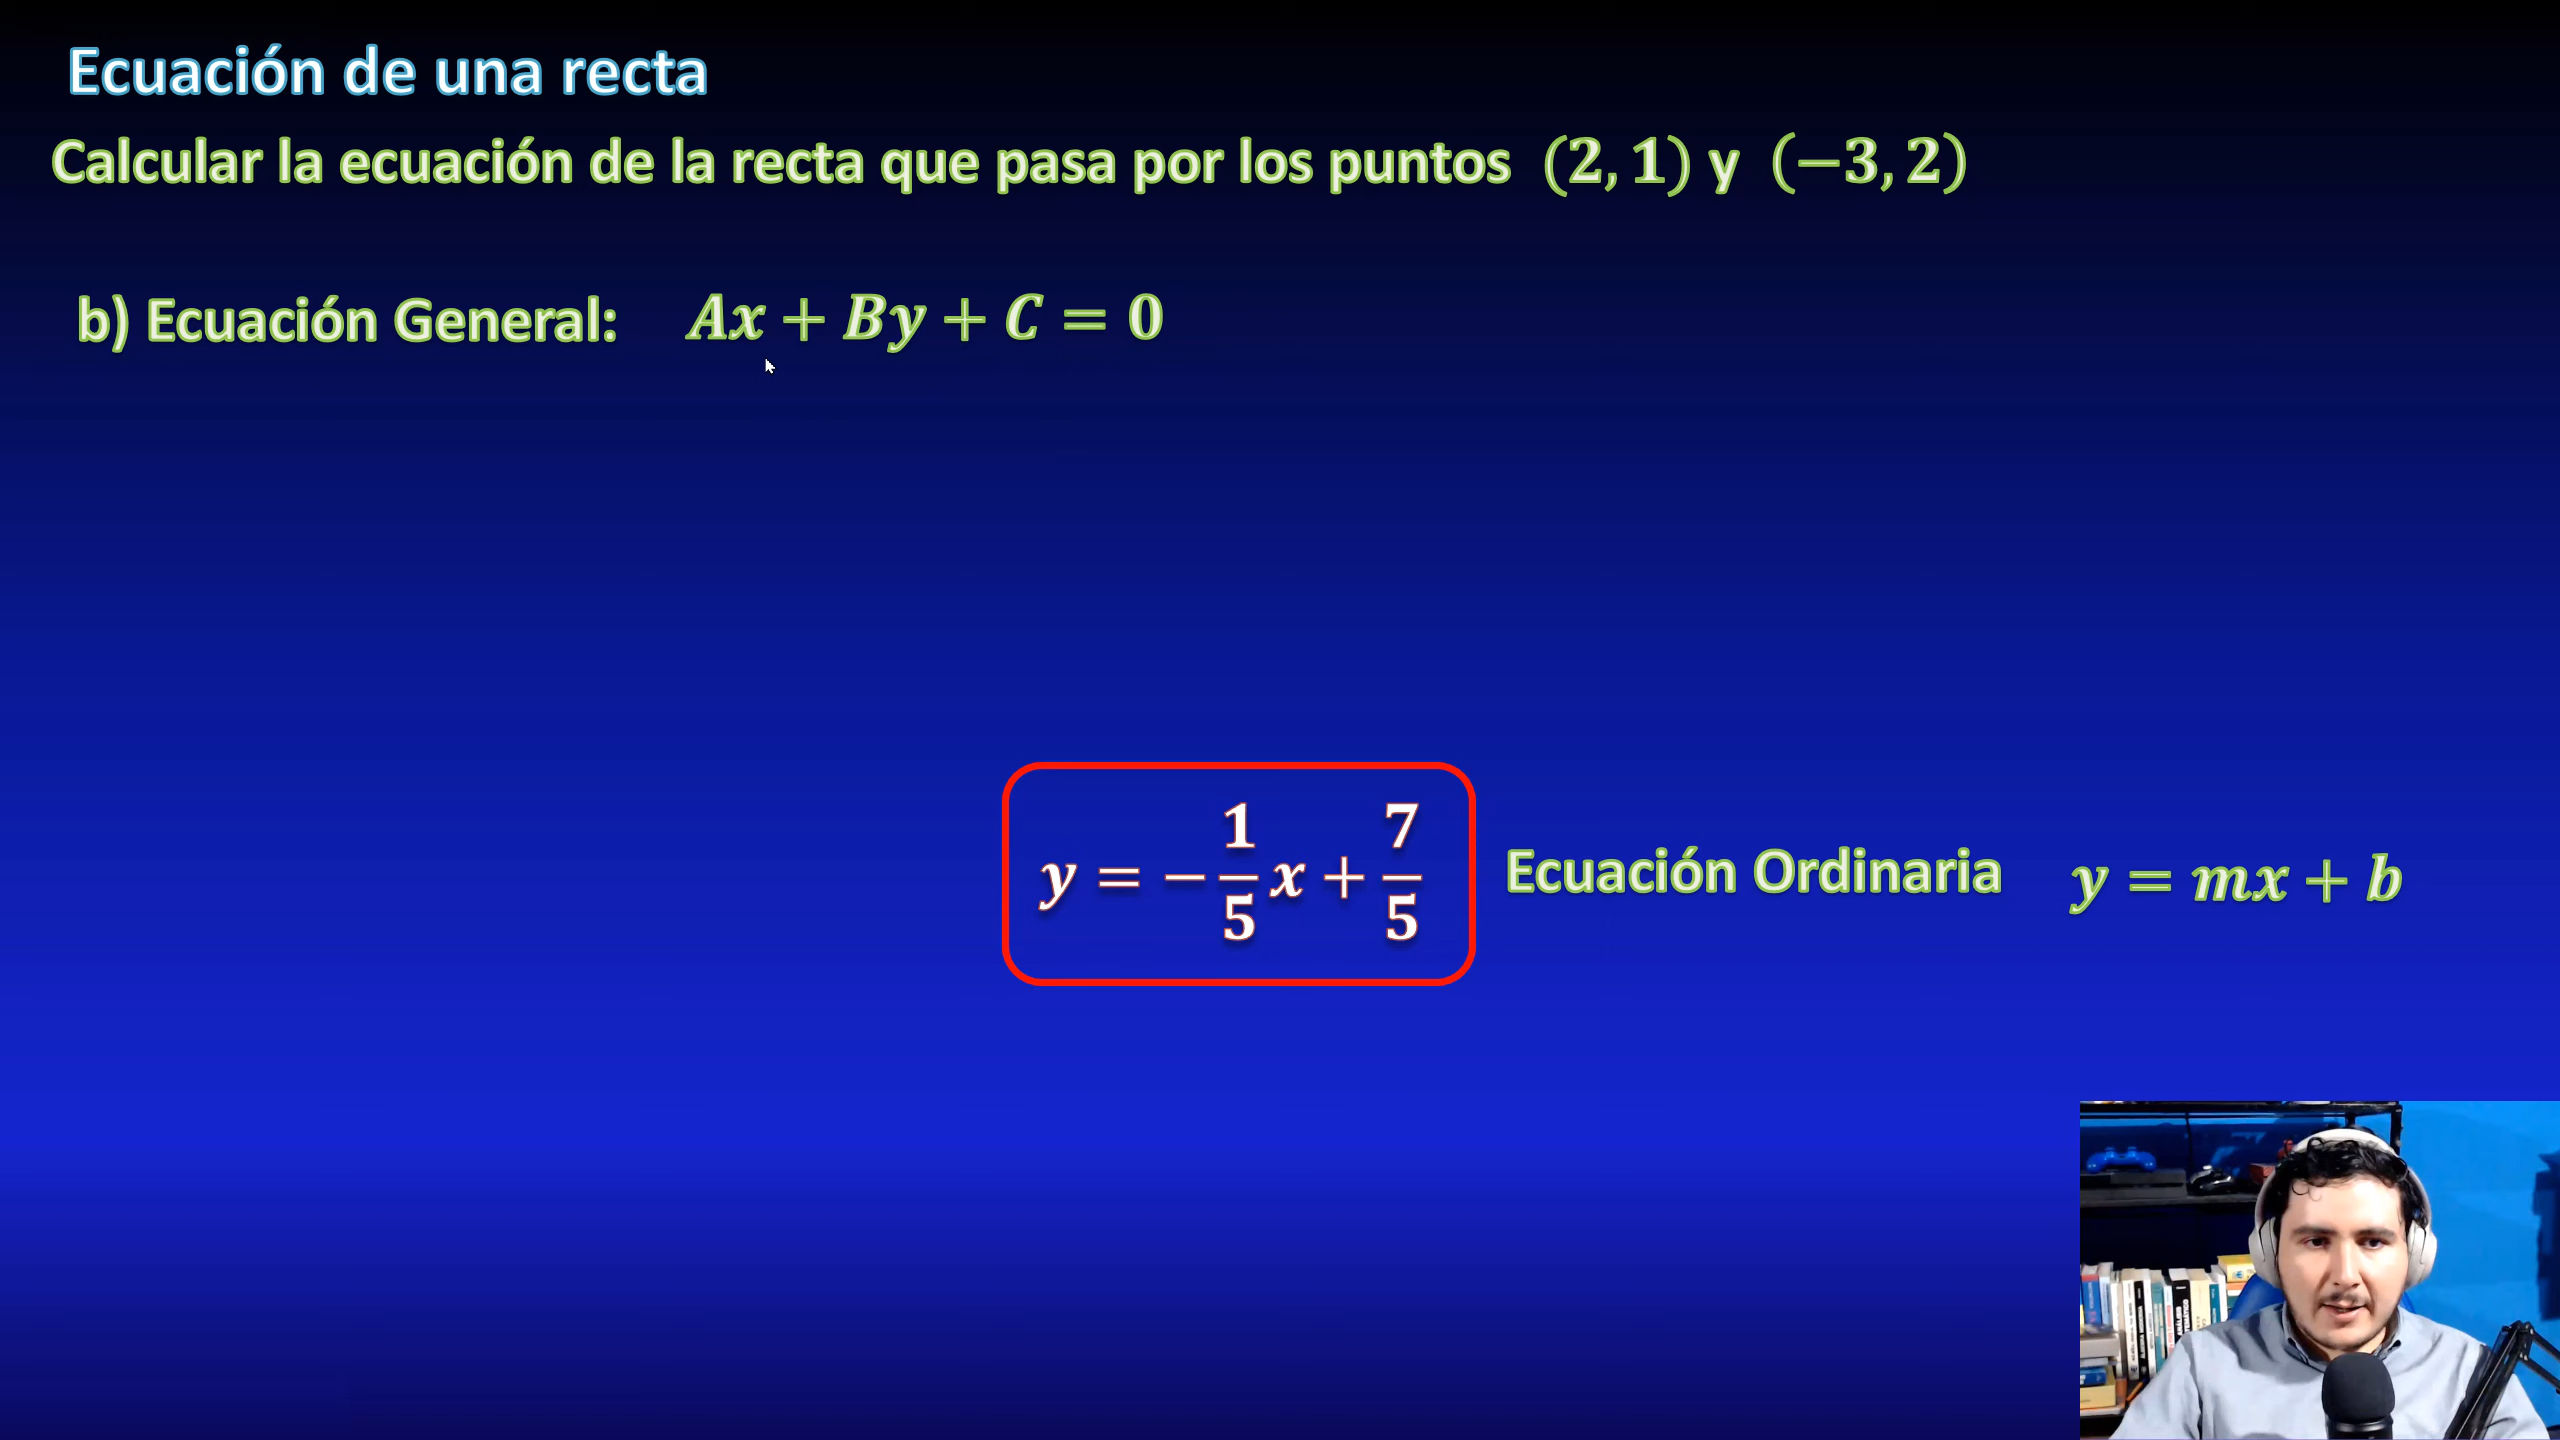 Ecuación de una recta
Calcular la ecuación de la recta que pasa por los puntos (2, 1) y (−3, 2)
b) Ecuación General: Ax + By + C = 0
y = −1/5 x + 7/5 Ecuación Ordinaria y = mx + b